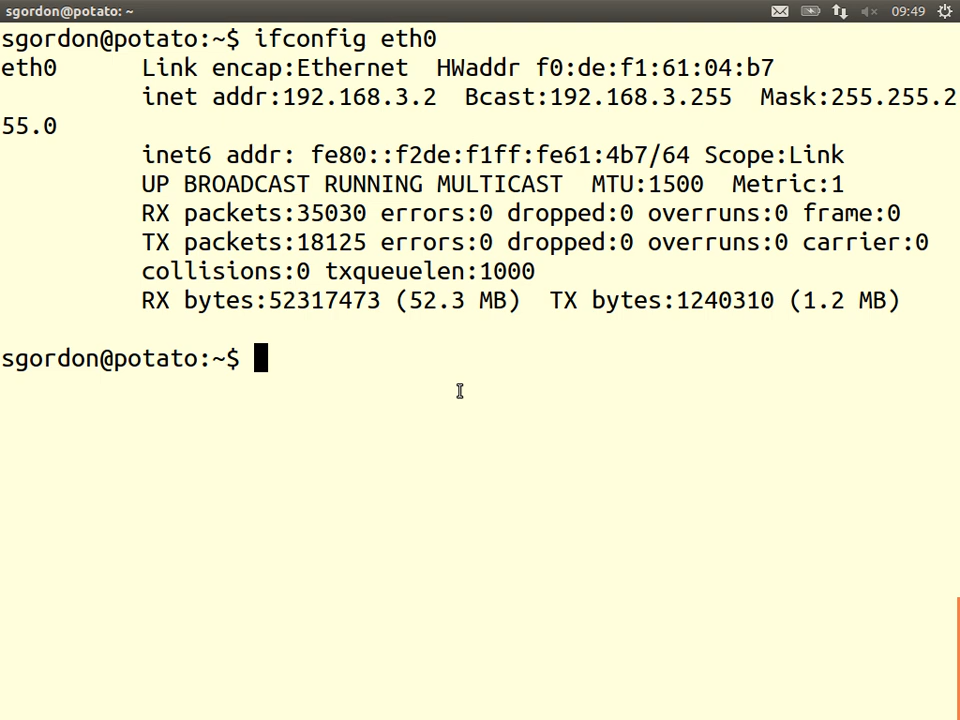 sgordon@potato: ~ 09:49
sgordon@potato:~$ ifconfig eth0
eth0      Link encap:Ethernet  HWaddr f0:de:f1:61:04:b7
          inet addr:192.168.3.2  Bcast:192.168.3.255  Mask:255.255.2
55.0
          inet6 addr: fe80::f2de:f1ff:fe61:4b7/64 Scope:Link
          UP BROADCAST RUNNING MULTICAST  MTU:1500  Metric:1
          RX packets:35030 errors:0 dropped:0 overruns:0 frame:0
          TX packets:18125 errors:0 dropped:0 overruns:0 carrier:0
          collisions:0 txqueuelen:1000
          RX bytes:52317473 (52.3 MB)  TX bytes:1240310 (1.2 MB)
sgordon@potato:~$